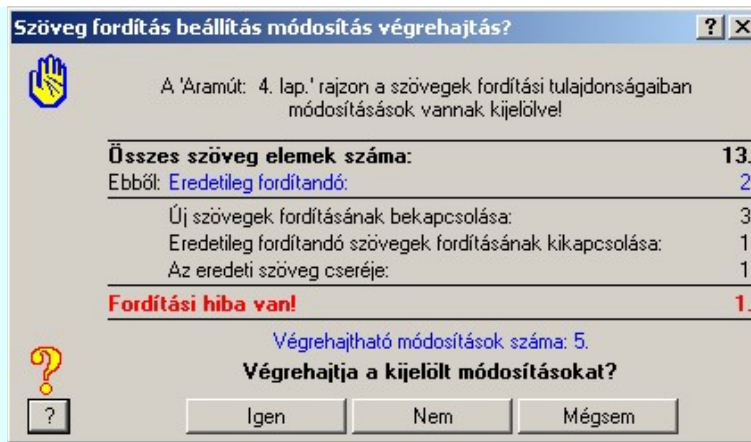 Szöveg fordítás beállítás módosítás végrehajtás?
A 'Aramút: 4. lap.' rajzon a szövegek fordítási tulajdonságaiban
módosításások vannak kijelölve!
Összes szöveg elemek száma: 13.
Ebből: Eredetileg fordítandó: 2
Új szövegek fordításának bekapcsolása: 3
Eredetileg fordítandó szövegek fordításának kikapcsolása: 1
Az eredeti szöveg cseréje: 1
Fordítási hiba van! 1.
Végrehajtható módosítások száma: 5.
Végrehajtja a kijelölt módosításokat?
?
Igen Nem Mégsem